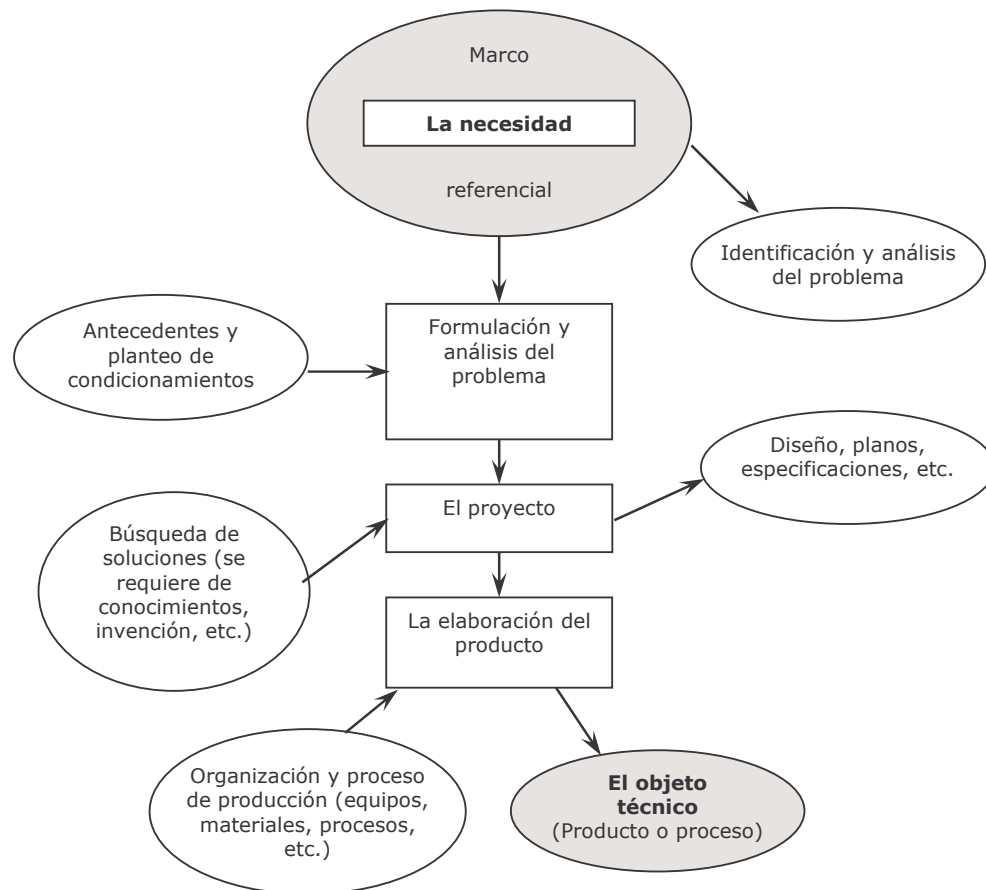 Marco
La necesidad
referencial
Identificación y análisis
del problema
Formulación y
análisis del
problema
Antecedentes y
planteo de
condicionamientos
Diseño, planos,
especificaciones, etc.
El proyecto
Búsqueda de
soluciones (se
requiere de
conocimientos,
invención, etc.)
La elaboración del
producto
Organización y proceso
de producción (equipos,
materiales, procesos,
etc.)
El objeto
técnico
(Producto o proceso)